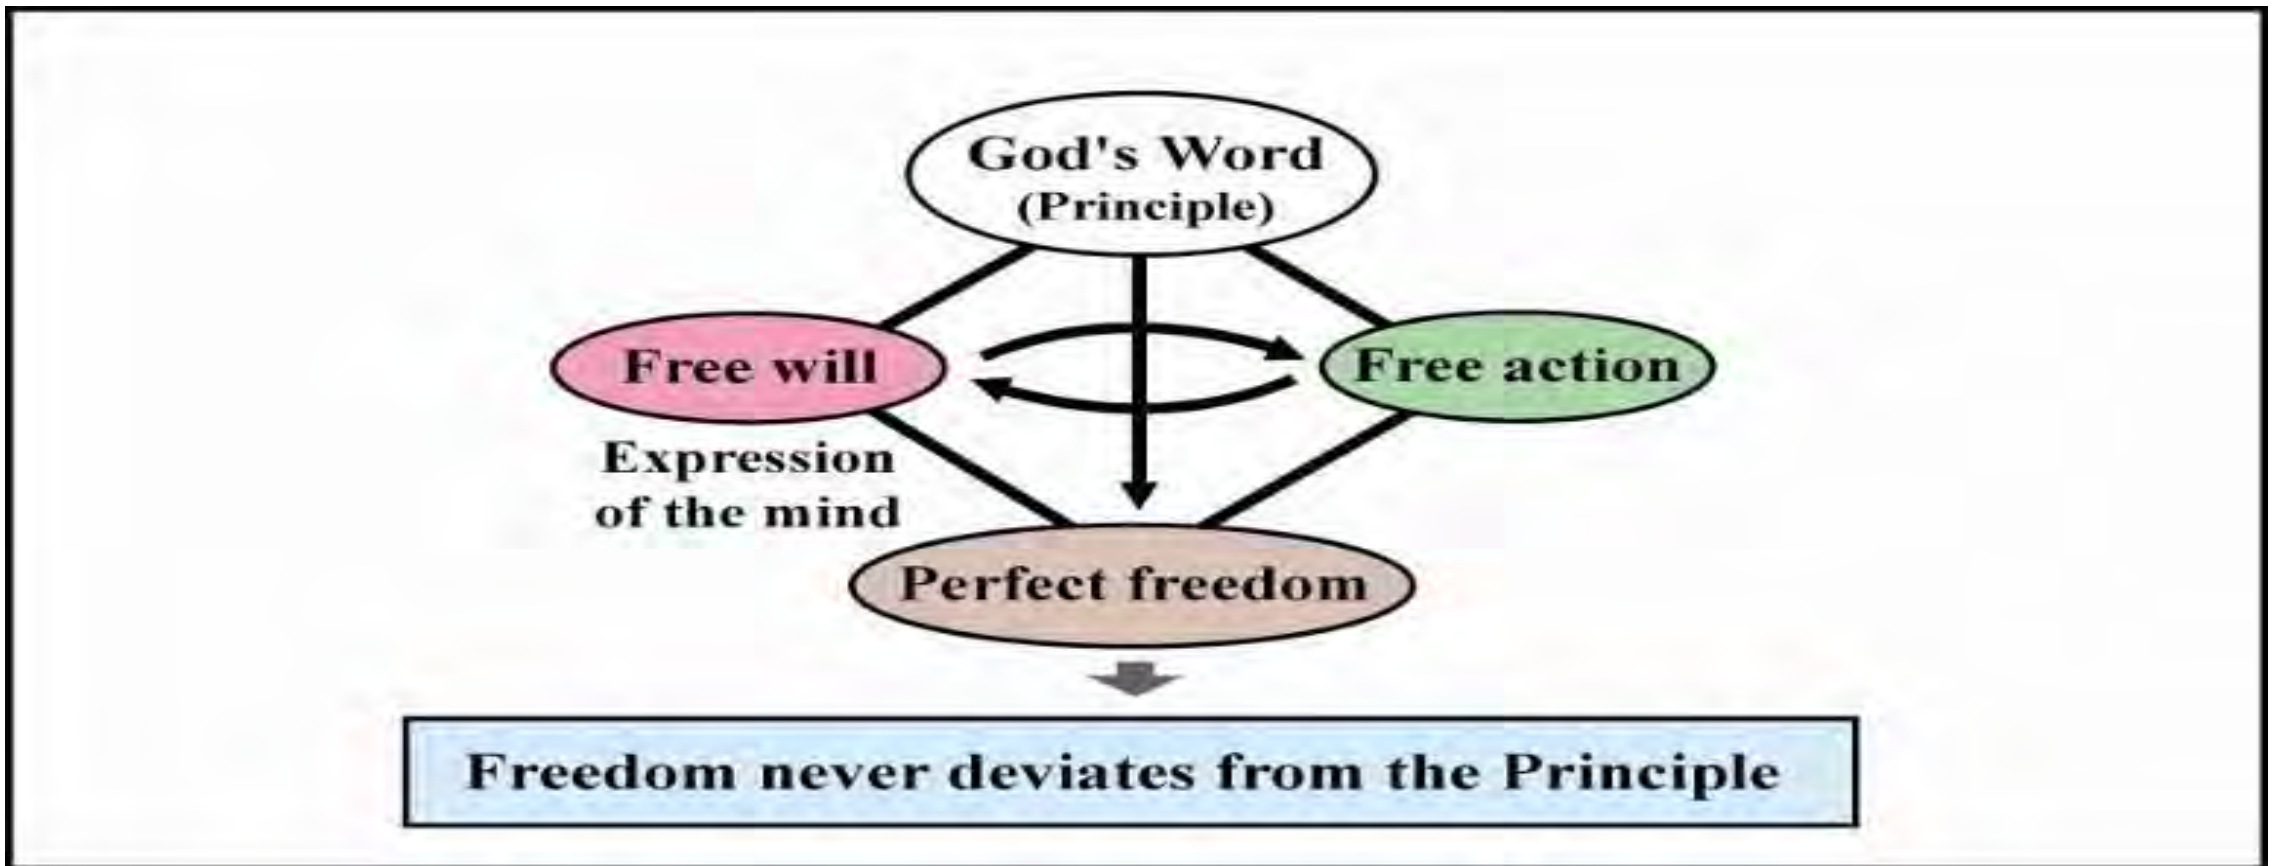 God's Word
(Principle)
Free will
Free action
Expression
of the mind
Perfect freedom
Freedom never deviates from the Principle